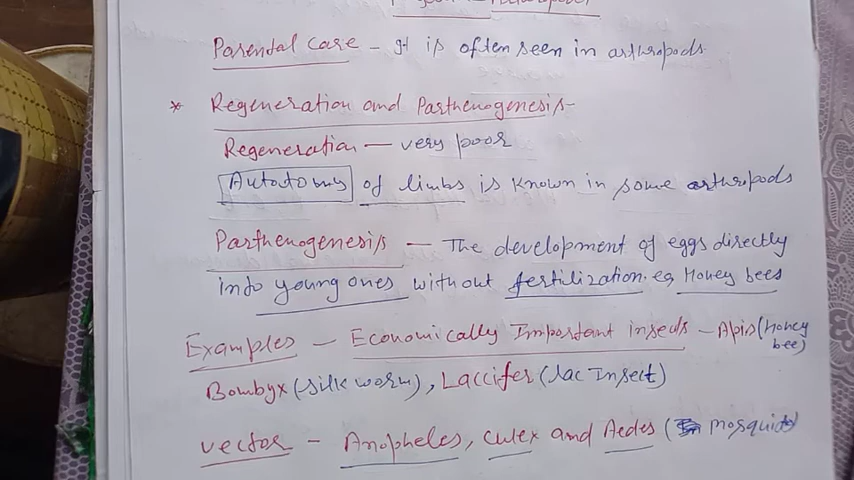 Parental Care - It is often seen in arthropods
* Regeneration and Parthenogenesis-
Regeneration — very poor
Autotomy of limbs is known in some arthropods
Parthenogenesis — The development of eggs directly
into young ones without fertilization. eg Honey bees
Examples - Economically Important insects - Apis (Honey bee)
Bombyx (silk worm), Laccifer (Lac Insect)
vector - Anopheles, Culex and Aedes (mosquito)